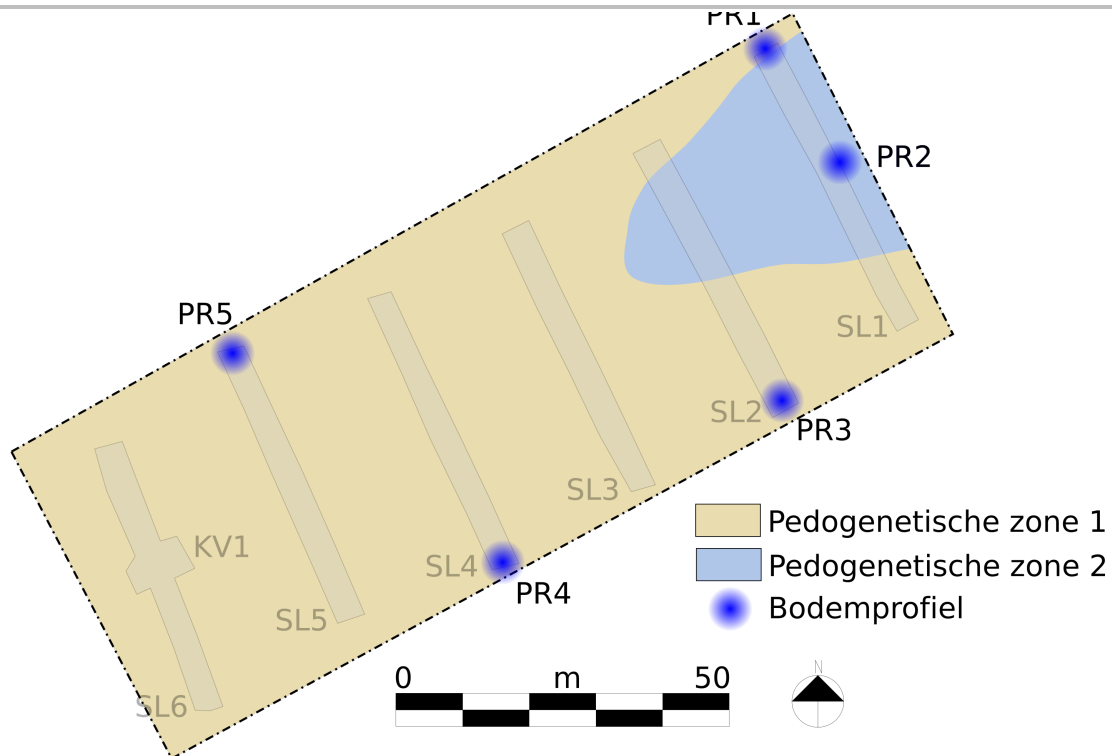 PR1
PR2
PR5
SL1
SL2
PR3
SL3
KV1
SL4
PR4
SL5
SL6
Pedogenetische zone 1
Pedogenetische zone 2
Bodemprofiel
0 m 50
N